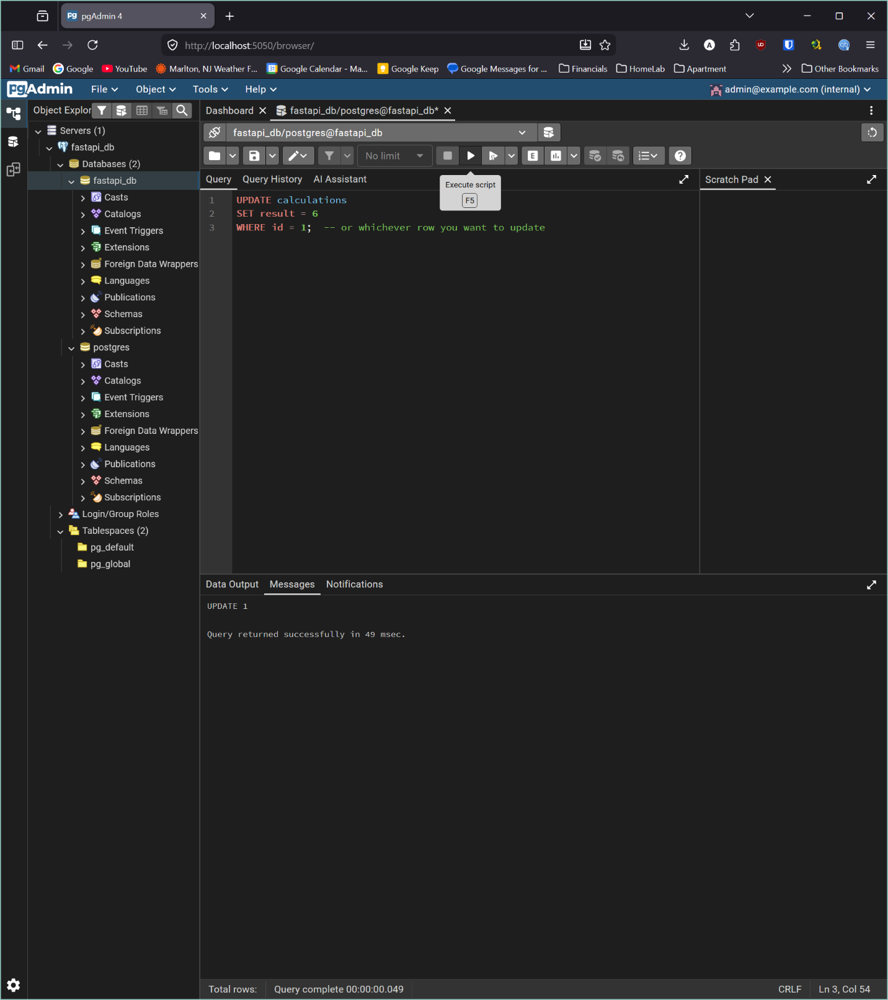 pgAdmin 4
http://localhost:5050/browser/
Gmail
Google
YouTube
Marlton, NJ Weather F...
Google Calendar - Ma...
Google Keep
Google Messages for ...
Financials
HomeLab
Apartment
Other Bookmarks
pgAdmin
File
Object
Tools
Help
admin@example.com (internal)
Object Explor
Dashboard
fastapi_db/postgres@fastapi_db*
Servers (1)
fastapi_db
Databases (2)
fastapi_db
Casts
Catalogs
Event Triggers
Extensions
Foreign Data Wrappers
Languages
Publications
Schemas
Subscriptions
postgres
Casts
Catalogs
Event Triggers
Extensions
Foreign Data Wrappers
Languages
Publications
Schemas
Subscriptions
Login/Group Roles
Tablespaces (2)
pg_default
pg_global
fastapi_db/postgres@fastapi_db
No limit
E
Query
Query History
AI Assistant
Execute script
F5
Scratch Pad
1 UPDATE calculations
2 SET result = 6
3 WHERE id = 1;  -- or whichever row you want to update
Data Output
Messages
Notifications
UPDATE 1
Query returned successfully in 49 msec.
Total rows:
Query complete 00:00:00.049
CRLF
Ln 3, Col 54